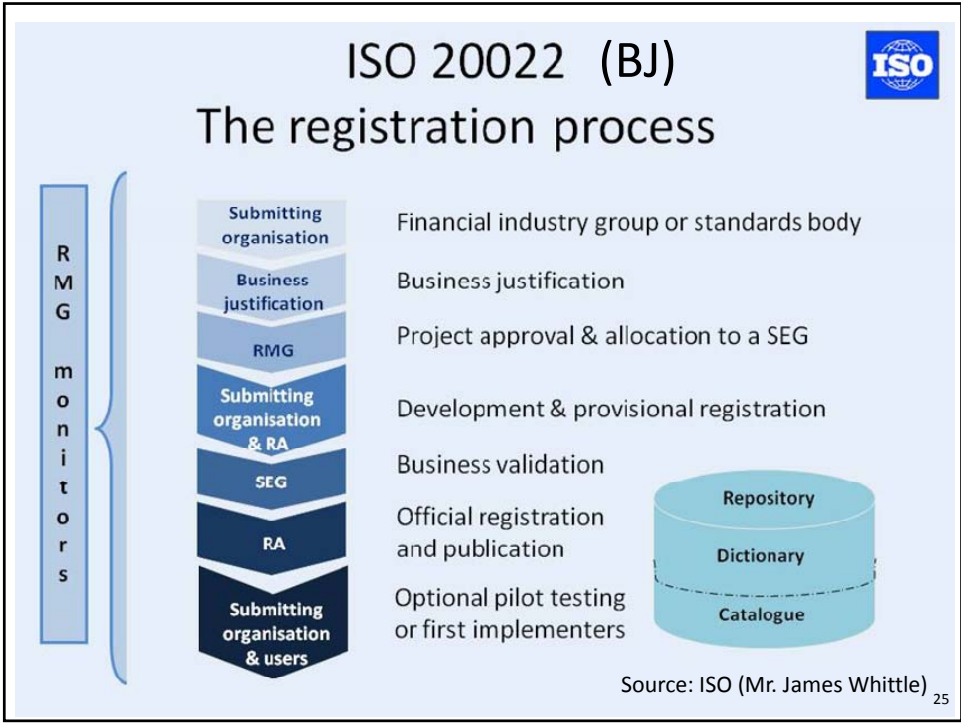 ISO 20022 (BJ)
ISO
The registration process
RMG monitors
Submitting
organisation
Financial industry group or standards body
Business
justification
Business justification
RMG
Project approval & allocation to a SEG
Submitting
organisation
& RA
Development & provisional registration
SEG
Business validation
RA
Official registration
and publication
Submitting
organisation
& users
Optional pilot testing
or first implementers
Repository
Dictionary
Catalogue
Source: ISO (Mr. James Whittle)
25